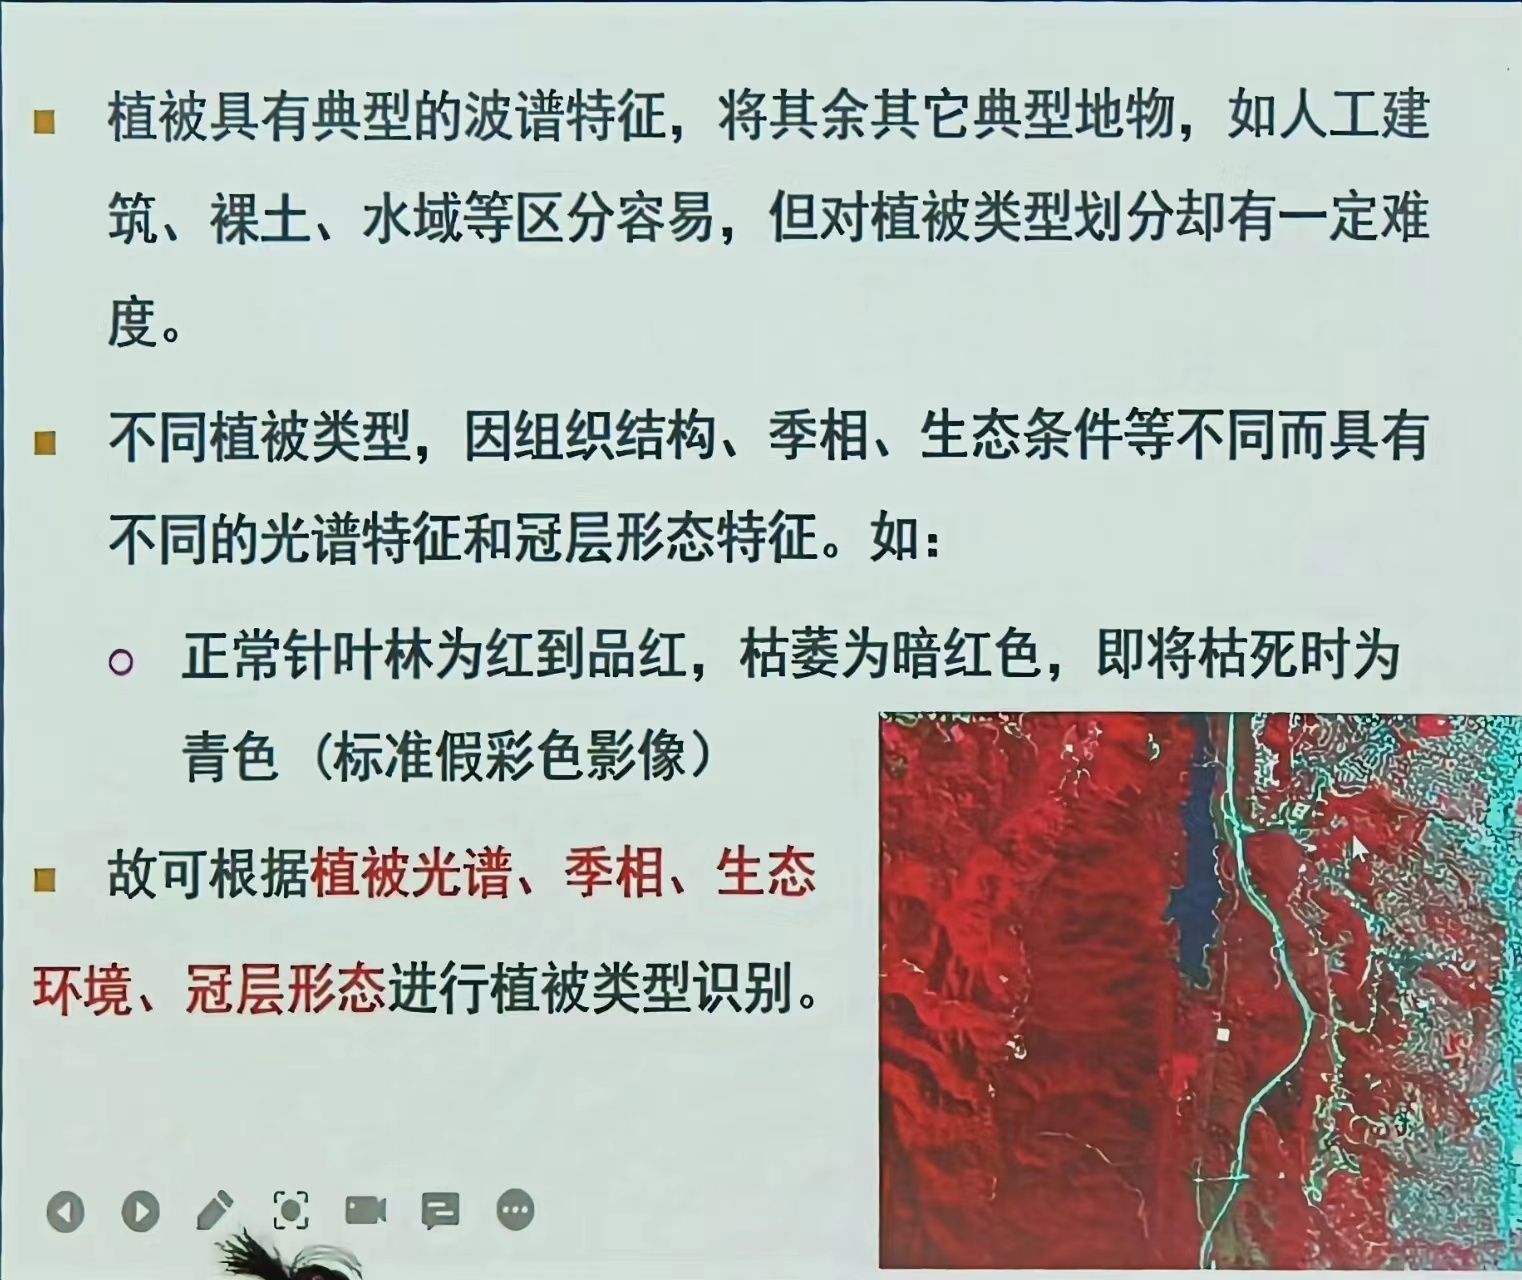 植被具有典型的波谱特征，将其余其它典型地物，如人工建
筑、裸土、水域等区分容易，但对植被类型划分却有一定难
度。
不同植被类型，因组织结构、季相、生态条件等不同而具有
不同的光谱特征和冠层形态特征。如：
正常针叶林为红到品红，枯萎为暗红色，即将枯死时为
青色（标准假彩色影像）
故可根据植被光谱、季相、生态
环境、冠层形态进行植被类型识别。